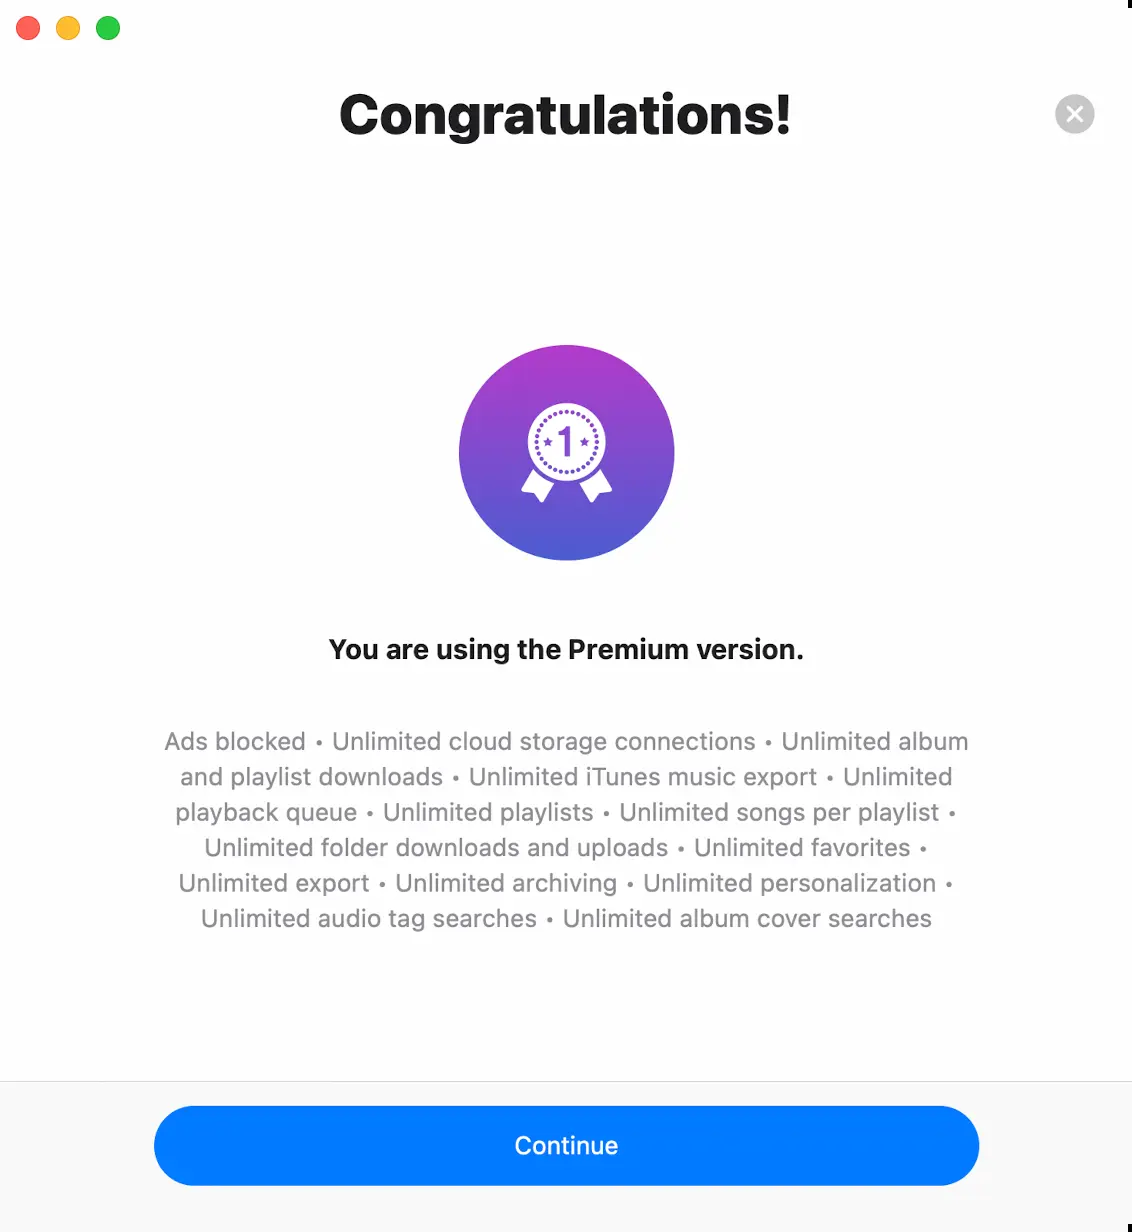 Congratulations!
1
You are using the Premium version.
Ads blocked • Unlimited cloud storage connections • Unlimited album
and playlist downloads • Unlimited iTunes music export • Unlimited
playback queue • Unlimited playlists • Unlimited songs per playlist •
Unlimited folder downloads and uploads • Unlimited favorites •
Unlimited export • Unlimited archiving • Unlimited personalization •
Unlimited audio tag searches • Unlimited album cover searches
Continue